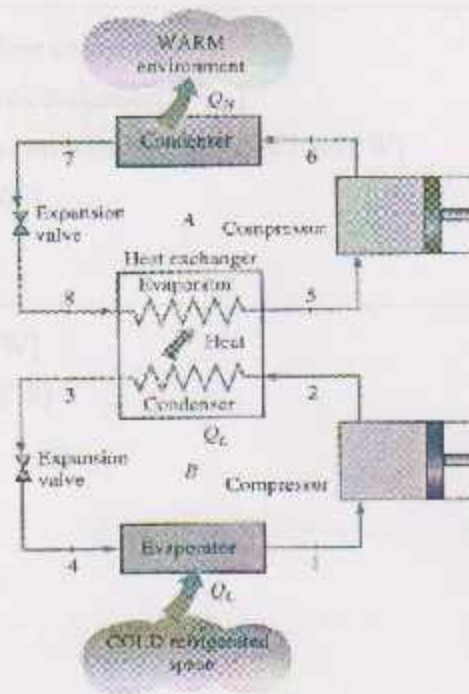 WARM
environment
Q_H
Condenser
7
6
Expansion
valve
A
Compressor
Heat exchanger
Evaporator
8
5
Heat
3
2
Condenser
Q_L
Expansion
valve
B
Compressor
Evaporator
4
1
Q_L
COLD refrigerated
space